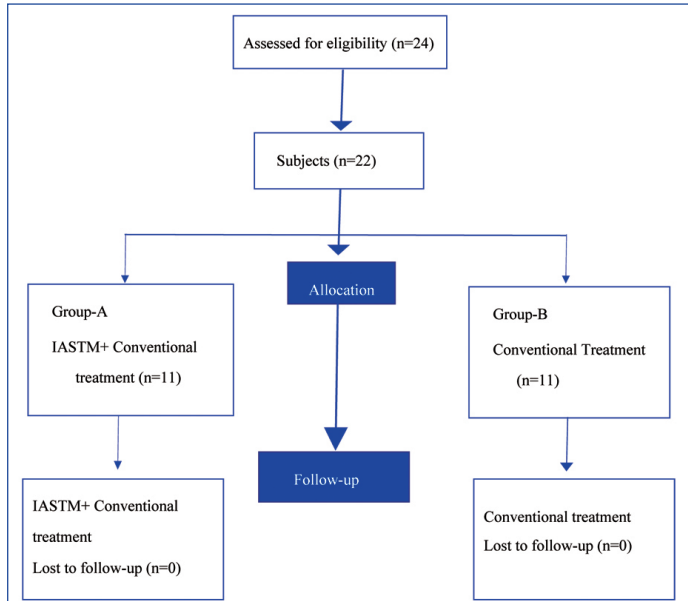 Assessed for eligibility (n=24)
Subjects (n=22)
Allocation
Group-A
IASTM+ Conventional
treatment (n=11)
Group-B
Conventional Treatment
(n=11)
Follow-up
IASTM+ Conventional
treatment
Lost to follow-up (n=0)
Conventional treatment
Lost to follow-up (n=0)